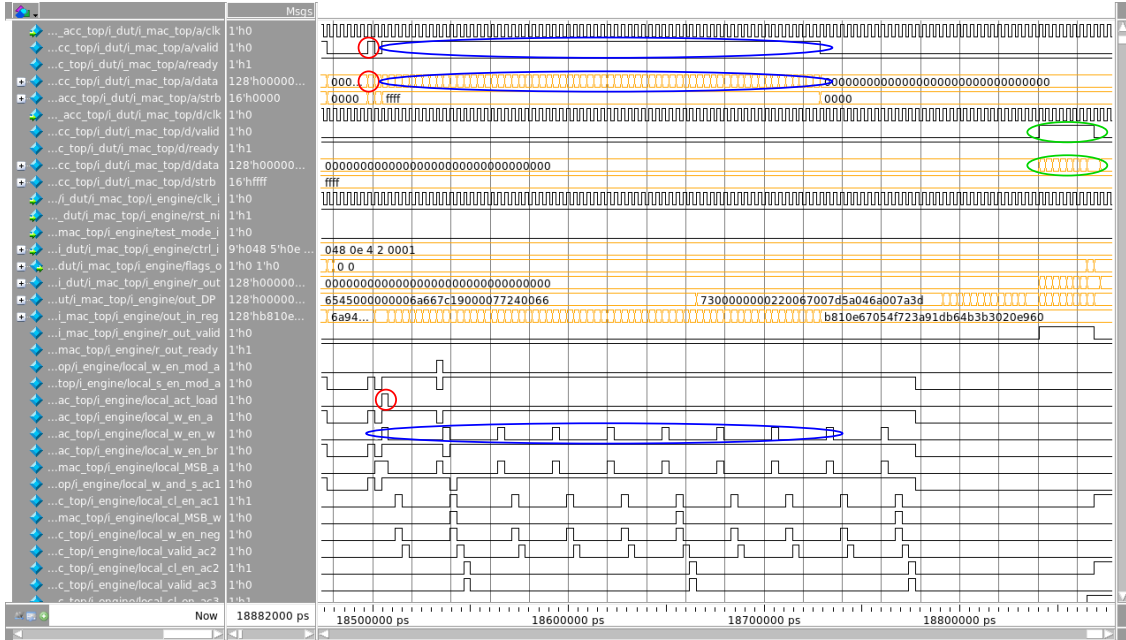 Msgs
..._acc_top/i_dut/i_mac_top/a/clk 1'h0
...cc_top/i_dut/i_mac_top/a/valid 1'h0
...c_top/i_dut/i_mac_top/a/ready 1'h1
...cc_top/i_dut/i_mac_top/a/data 128'h00000... 000...
...acc_top/i_dut/i_mac_top/a/strb 16'h0000 0000 ffff 0000
..._acc_top/i_dut/i_mac_top/d/clk 1'h0
...cc_top/i_dut/i_mac_top/d/valid 1'h0
...c_top/i_dut/i_mac_top/d/ready 1'h1
...cc_top/i_dut/i_mac_top/d/data 128'h00000... 00000000000000000000000000000000
...cc_top/i_dut/i_mac_top/d/strb 16'hffff ffff
.../i_dut/i_mac_top/i_engine/clk_i 1'h0
..._dut/i_mac_top/i_engine/rst_ni 1'h1
...mac_top/i_engine/test_mode_i 1'h0
...i_dut/i_mac_top/i_engine/ctrl_i 9'h048 5'h0e ... 048 0e 4 2 0001
...dut/i_mac_top/i_engine/flags_o 1'h0 1'h0 0 0
...i_dut/i_mac_top/i_engine/r_out 128'h00000... 00000000000000000000000000000000
...ut/i_mac_top/i_engine/out_DP 128'h00000... 6545000000006a667c19000077240066 7300000000220067007d5a046a007a3d
...i_mac_top/i_engine/out_in_reg 128'hb810e... 6a94... b810e67054f723a91db64b3b3020e960
...i_mac_top/i_engine/r_out_valid 1'h0
...mac_top/i_engine/r_out_ready 1'h1
...op/i_engine/local_w_en_mod_a 1'h0
...top/i_engine/local_s_en_mod_a 1'h0
...ac_top/i_engine/local_act_load 1'h0
...ac_top/i_engine/local_w_en_a 1'h0
...ac_top/i_engine/local_w_en_w 1'h0
...ac_top/i_engine/local_w_en_br 1'h0
...mac_top/i_engine/local_MSB_a 1'h0
...op/i_engine/local_w_and_s_ac1 1'h0
...c_top/i_engine/local_cl_en_ac1 1'h1
...mac_top/i_engine/local_MSB_w 1'h0
...c_top/i_engine/local_w_en_neg 1'h0
...c_top/i_engine/local_valid_ac2 1'h0
...c_top/i_engine/local_cl_en_ac2 1'h1
...c_top/i_engine/local_valid_ac3 1'h0
Now 18882000 ps 18500000 ps 18600000 ps 18700000 ps 18800000 ps